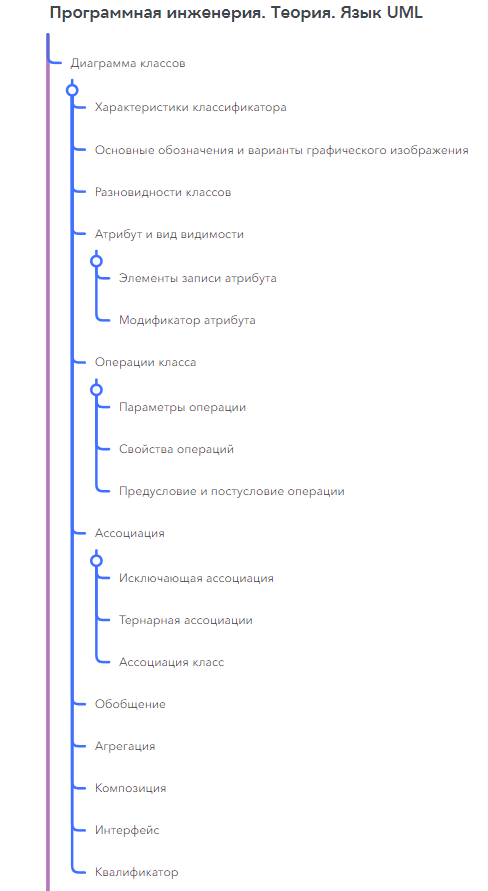 Программная инженерия. Теория. Язык UML
Диаграмма классов
Характеристики классификатора
Основные обозначения и варианты графического изображения
Разновидности классов
Атрибут и вид видимости
Элементы записи атрибута
Модификатор атрибута
Операции класса
Параметры операции
Свойства операций
Предусловие и постусловие операции
Ассоциация
Исключающая ассоциация
Тернарная ассоциации
Ассоциация класс
Обобщение
Агрегация
Композиция
Интерфейс
Квалификатор